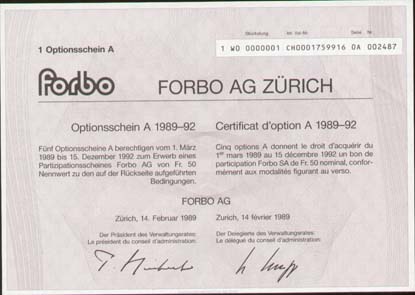 Stückelung Int. Val.-Nr. Serie Nr.
1 Optionsschein A
1 WO 0000001 CH0001759916 0A 002487
forbo
FORBO AG ZÜRICH
Optionsschein A 1989–92
Fünf Optionsscheine A berechtigen vom 1. März
1989 bis 15. Dezember 1992 zum Erwerb eines
Partizipationsscheines Forbo AG von Fr. 50
Nennwert zu den auf der Rückseite aufgeführten
Bedingungen.
Certificat d'option A 1989–92
Cinq options A donnent le droit d'acquérir du
1er mars 1989 au 15 décembre 1992 un bon de
participation Forbo SA de Fr. 50 nominal, confor-
mément aux modalités figurant au verso.
FORBO AG
Zürich, 14. Februar 1989
Der Präsident des Verwaltungsrates:
Le président du conseil d'administration:
Zurich, 14 février 1989
Der Delegierte des Verwaltungsrates:
Le délégué du conseil d'administration: